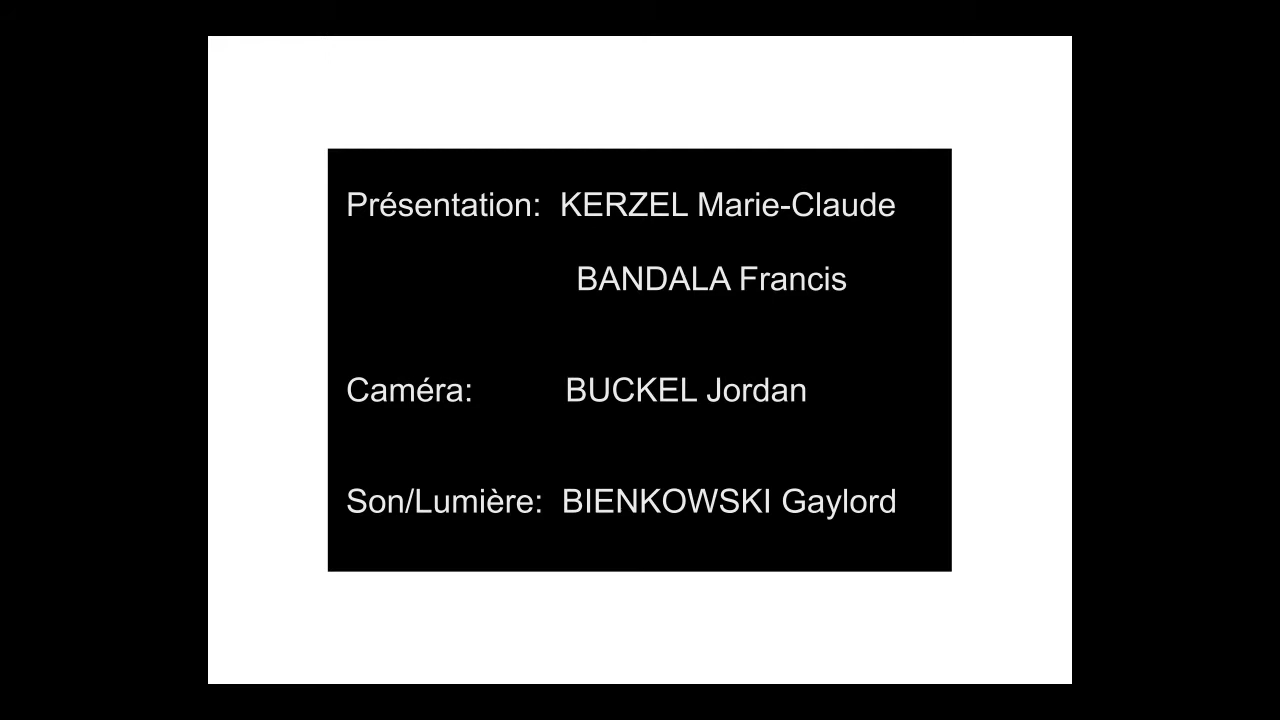 Présentation: KERZEL Marie-Claude
BANDALA Francis
Caméra: BUCKEL Jordan
Son/Lumière: BIENKOWSKI Gaylord